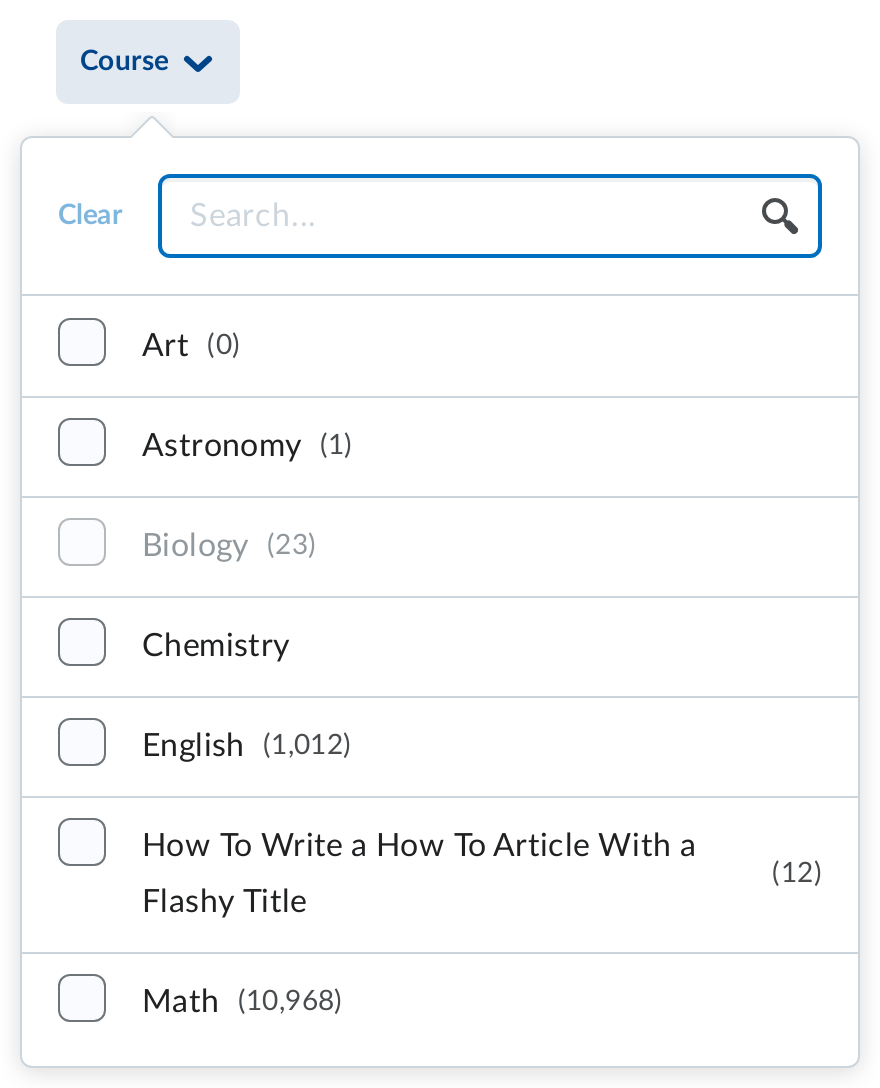 Course
Clear
Search...
Art (0)
Astronomy (1)
Biology (23)
Chemistry
English (1,012)
How To Write a How To Article With a
Flashy Title
(12)
Math (10,968)